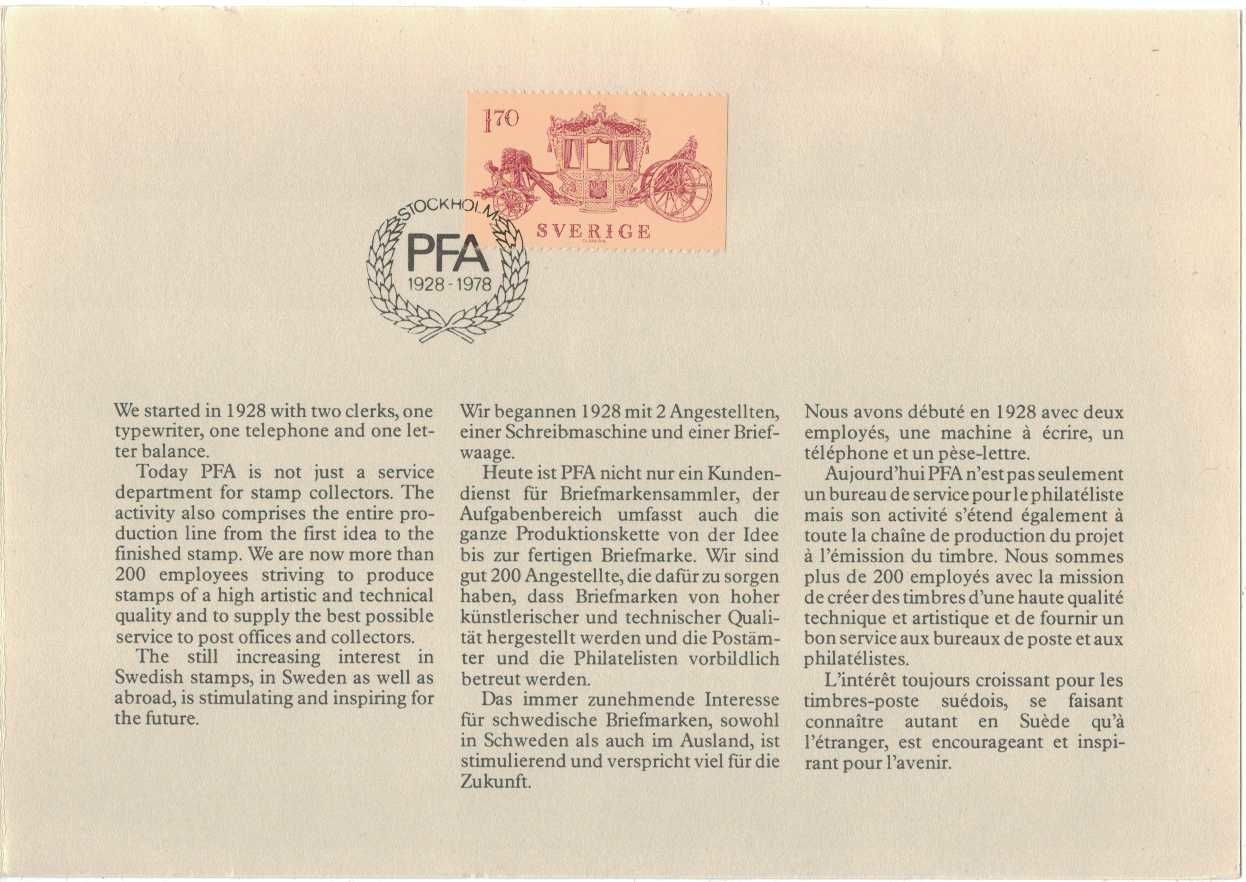 1 70
SVERIGE
STOCKHOLM
PFA
1928 - 1978
We started in 1928 with two clerks, one
typewriter, one telephone and one let-
ter balance.
Today PFA is not just a service
department for stamp collectors. The
activity also comprises the entire pro-
duction line from the first idea to the
finished stamp. We are now more than
200 employees striving to produce
stamps of a high artistic and technical
quality and to supply the best possible
service to post offices and collectors.
The still increasing interest in
Swedish stamps, in Sweden as well as
abroad, is stimulating and inspiring for
the future.
Wir begannen 1928 mit 2 Angestellten,
einer Schreibmaschine und einer Brief-
waage.
Heute ist PFA nicht nur ein Kunden-
dienst für Briefmarkensammler, der
Aufgabenbereich umfasst auch die
ganze Produktionskette von der Idee
bis zur fertigen Briefmarke. Wir sind
gut 200 Angestellte, die dafür zu sorgen
haben, dass Briefmarken von hoher
künstlerischer und technischer Quali-
tät hergestellt werden und die Postäm-
ter und die Philatelisten vorbildlich
betreut werden.
Das immer zunehmende Interesse
für schwedische Briefmarken, sowohl
in Schweden als auch im Ausland, ist
stimulierend und verspricht viel für die
Zukunft.
Nous avons débuté en 1928 avec deux
employés, une machine à écrire, un
téléphone et un pèse-lettre.
Aujourd'hui PFA n'est pas seulement
un bureau de service pour le philatéliste
mais son activité s'étend également à
toute la chaîne de production du projet
à l'émission du timbre. Nous sommes
plus de 200 employés avec la mission
de créer des timbres d'une haute qualité
technique et artistique et de fournir un
bon service aux bureaux de poste et aux
philatélistes.
L'intérêt toujours croissant pour les
timbres-poste suédois, se faisant
connaître autant en Suède qu'à
l'étranger, est encourageant et inspi-
rant pour l'avenir.